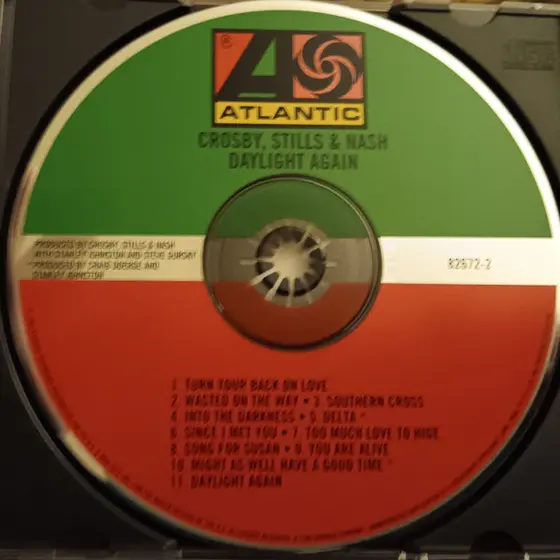 ®
ATLANTIC
CROSBY, STILLS & NASH
DAYLIGHT AGAIN
PRODUCED BY CROSBY, STILLS & NASH
WITH STANLEY JOHNSTON AND STEVE GURSKY
*PRODUCED BY CRAIG DOERGE AND
STANLEY JOHNSTON
82672-2
1. TURN YOUR BACK ON LOVE
2. WASTED ON THE WAY • 3. SOUTHERN CROSS
4. INTO THE DARKNESS • 5. DELTA *
6. SINCE I MET YOU • 7. TOO MUCH LOVE TO HIDE
8. SONG FOR SUSAN • 9. YOU ARE ALIVE
10. MIGHT AS WELL HAVE A GOOD TIME *
11. DAYLIGHT AGAIN